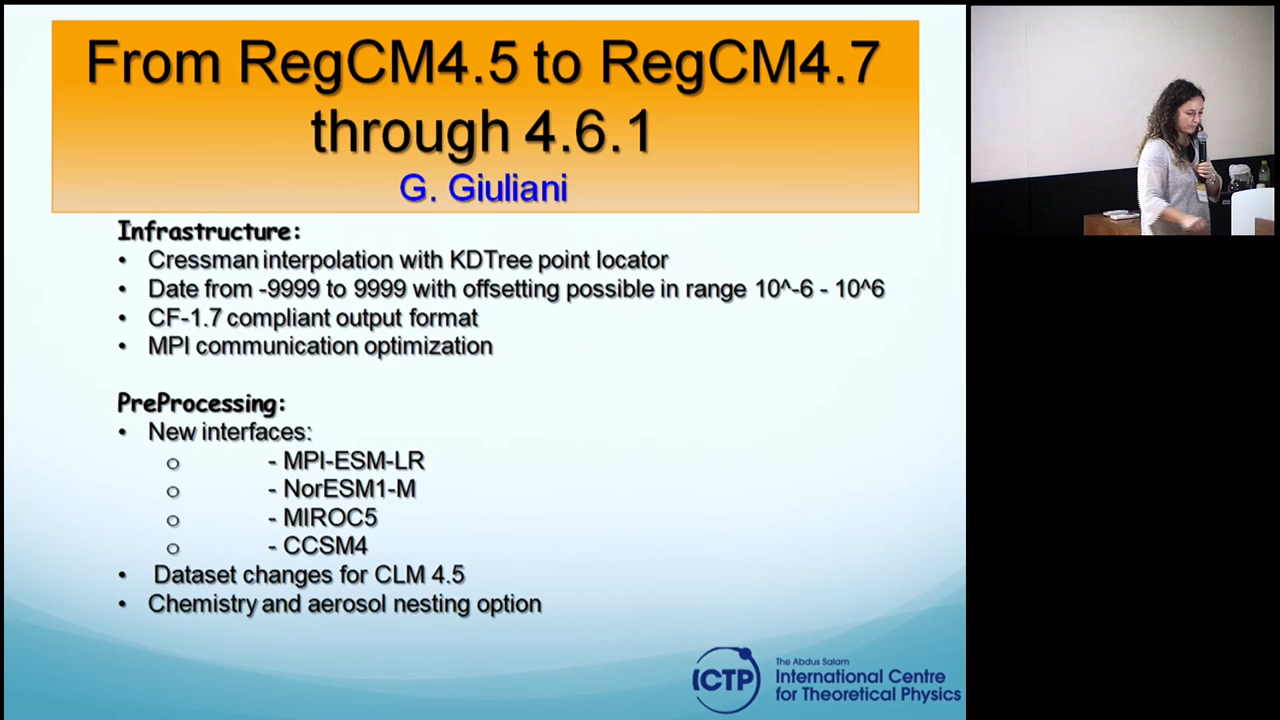 From RegCM4.5 to RegCM4.7
through 4.6.1
G. Giuliani
Infrastructure:
• Cressman interpolation with KDTree point locator
• Date from -9999 to 9999 with offsetting possible in range 10^-6 - 10^6
• CF-1.7 compliant output format
• MPI communication optimization
PreProcessing:
• New interfaces:
o - MPI-ESM-LR
o - NorESM1-M
o - MIROC5
o - CCSM4
• Dataset changes for CLM 4.5
• Chemistry and aerosol nesting option
ICTP
The Abdus Salam
International Centre
for Theoretical Physics